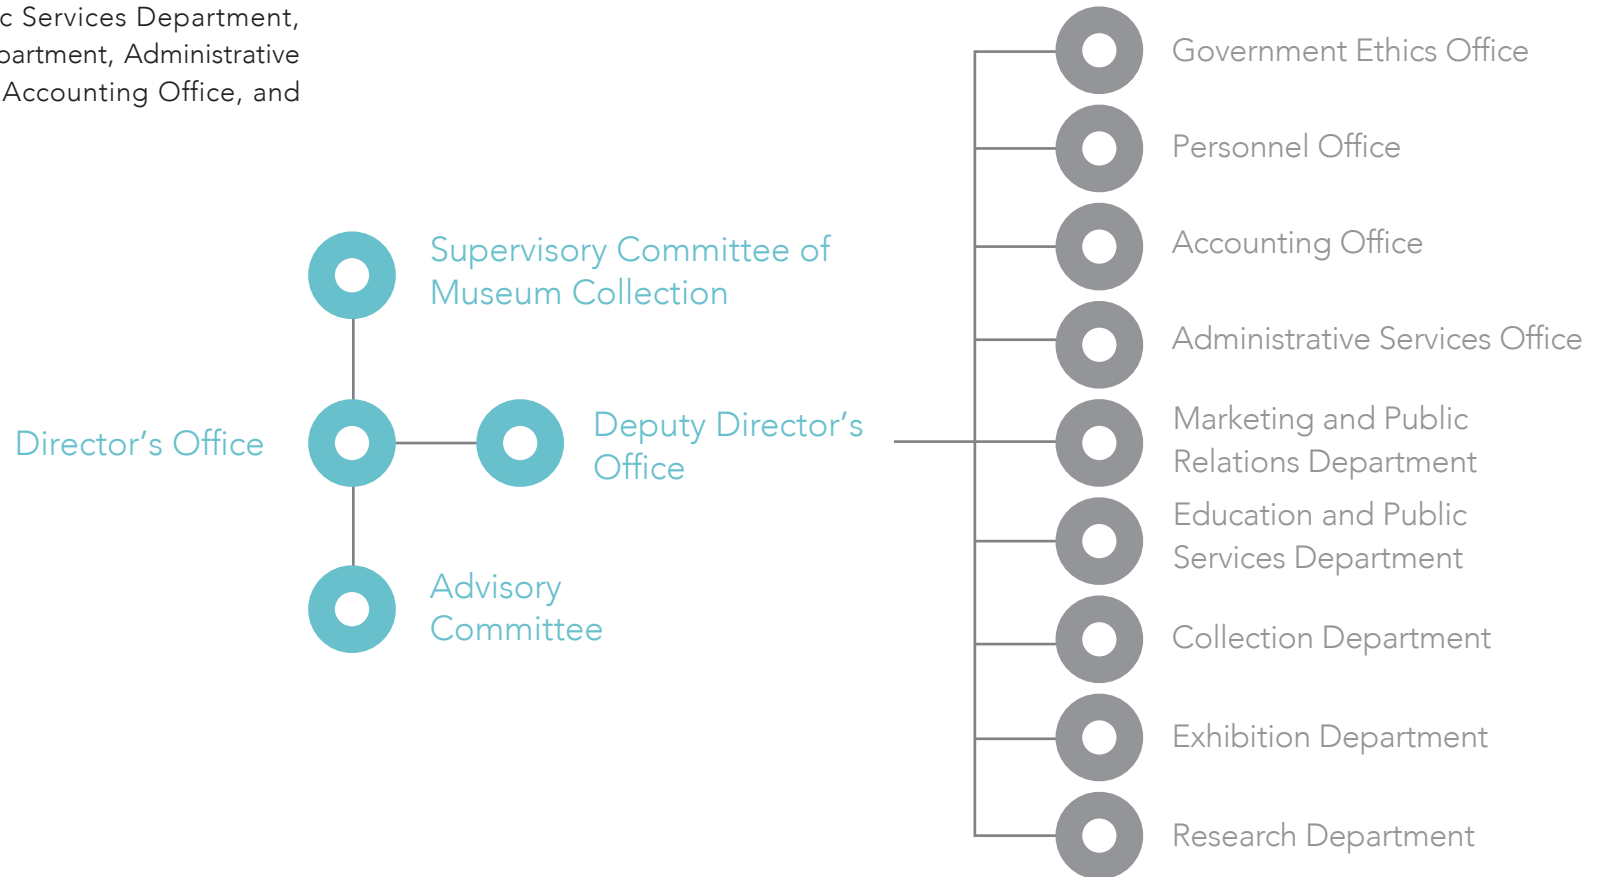 c Services Department,
partment, Administrative
Accounting Office, and
Supervisory Committee of
Museum Collection
Director's Office
Deputy Director's
Office
Advisory
Committee
Government Ethics Office
Personnel Office
Accounting Office
Administrative Services Office
Marketing and Public
Relations Department
Education and Public
Services Department
Collection Department
Exhibition Department
Research Department